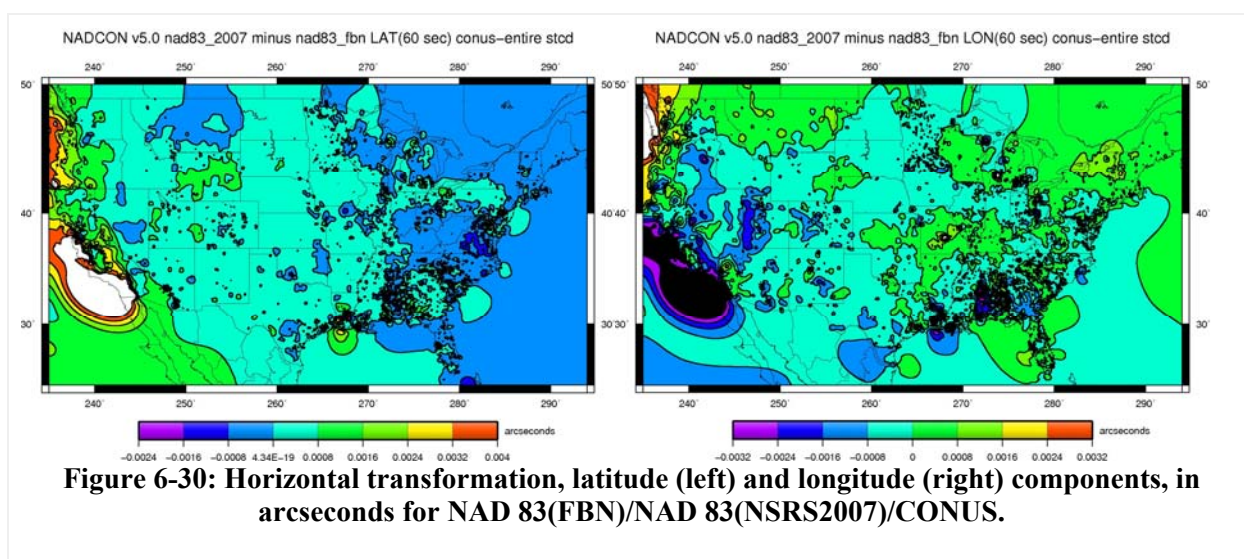 NADCON v5.0 nad83_2007 minus nad83_fbn LAT(60 sec) conus-entire stcd
240° 250° 260° 270° 280° 290°
50° 50°
40° 40°
30° 30°
240° 250° 260° 270° 280° 290°
arcseconds
-0.0024 -0.0016 -0.0008 4.34E-19 0.0008 0.0016 0.0024 0.0032 0.004
NADCON v5.0 nad83_2007 minus nad83_fbn LON(60 sec) conus-entire stcd
240° 250° 260° 270° 280° 290°
50° 50°
40° 40°
30° 30°
240° 250° 260° 270° 280° 290°
arcseconds
-0.0032 -0.0024 -0.0016 -0.0008 0 0.0008 0.0016 0.0024 0.0032
Figure 6-30: Horizontal transformation, latitude (left) and longitude (right) components, in
arcseconds for NAD 83(FBN)/NAD 83(NSRS2007)/CONUS.